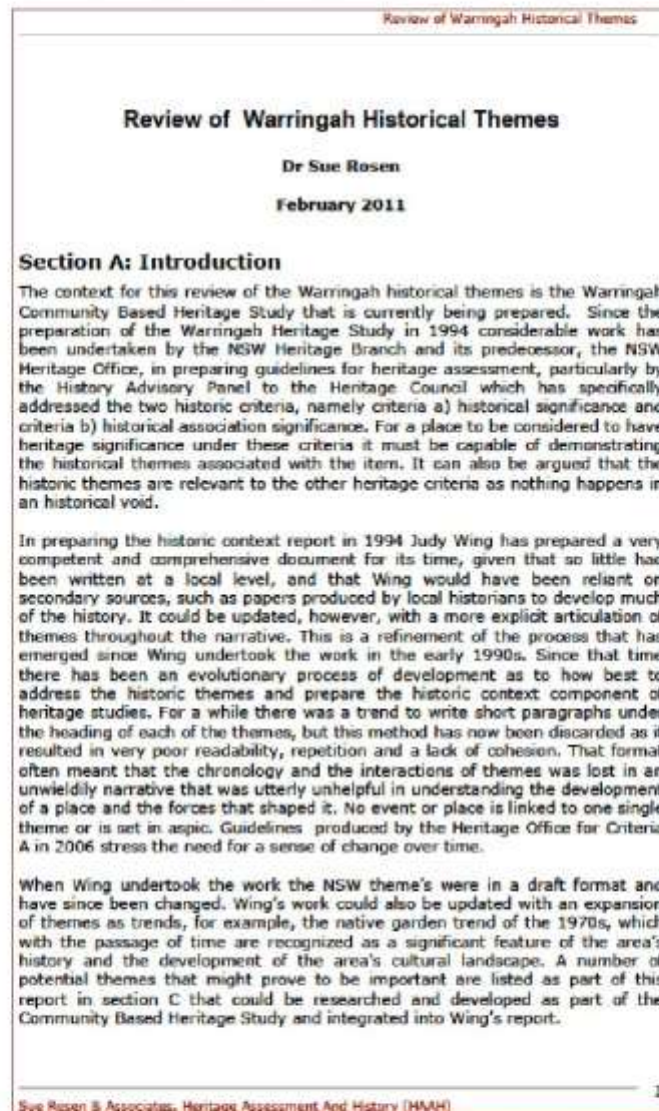 Review of Warringah Historical Themes
Review of Warringah Historical Themes
Dr Sue Rosen
February 2011
Section A: Introduction
The context for this review of the Warringah historical themes is the Warringah
Community Based Heritage Study that is currently being prepared. Since the
preparation of the Warringah Heritage Study in 1994 considerable work has
been undertaken by the NSW Heritage Branch and its predecessor, the NSW
Heritage Office, in preparing guidelines for heritage assessment, particularly by
the History Advisory Panel to the Heritage Council which has specifically
addressed the two historic criteria, namely criteria a) historical significance and
criteria b) historical association significance. For a place to be considered to have
heritage significance under these criteria it must be capable of demonstrating
the historical themes associated with the item. It can also be argued that the
historic themes are relevant to the other heritage criteria as nothing happens in
an historical void.
In preparing the historic context report in 1994 Judy Wing has prepared a very
competent and comprehensive document for its time, given that so little had
been written at a local level, and that Wing would have been reliant on
secondary sources, such as papers produced by local historians to develop much
of the history. It could be updated, however, with a more explicit articulation of
themes throughout the narrative. This is a refinement of the process that has
emerged since Wing undertook the work in the early 1990s. Since that time
there has been an evolutionary process of development as to how best to
address the historic themes and prepare the historic context component of
heritage studies. For a while there was a trend to write short paragraphs under
the heading of each of the themes, but this method has now been discarded as it
resulted in very poor readability, repetition and a lack of cohesion. That format
often meant that the chronology and the interactions of themes was lost in an
unwieldily narrative that was utterly unhelpful in understanding the development
of a place and the forces that shaped it. No event or place is linked to one single
theme or is set in aspic. Guidelines produced by the Heritage Office for Criteria
A in 2006 stress the need for a sense of change over time.
When Wing undertook the work the NSW theme's were in a draft format and
have since been changed. Wing's work could also be updated with an expansion
of themes as trends, for example, the native garden trend of the 1970s, which
with the passage of time are recognized as a significant feature of the area's
history and the development of the area's cultural landscape. A number of
potential themes that might prove to be important are listed as part of this
report in section C that could be researched and developed as part of the
Community Based Heritage Study and integrated into Wing's report.
1
Sue Rosen & Associates, Heritage Assessment And History (HAAH)